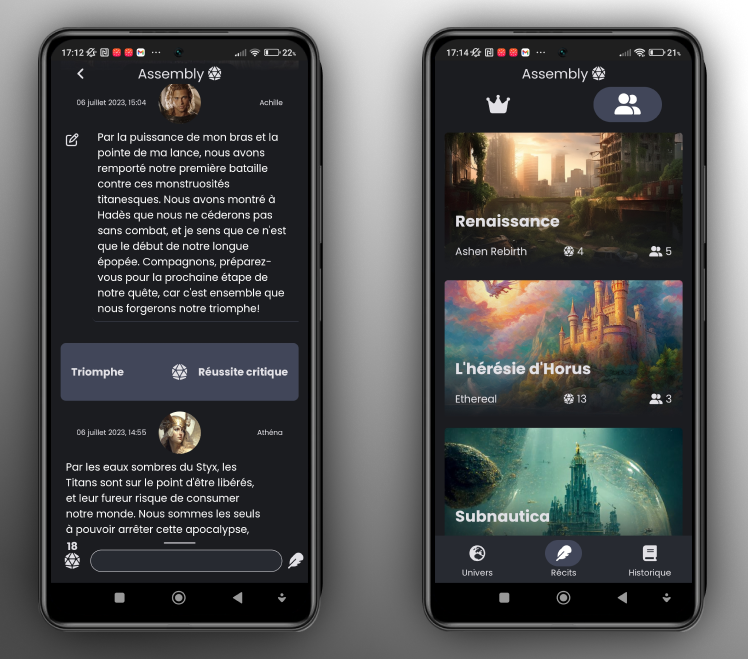 17:12 22%
Assembly
06 juillet 2023, 15:04 Achille
Par la puissance de mon bras et la
pointe de ma lance, nous avons
remporté notre première bataille
contre ces monstruosités
titanesques. Nous avons montré à
Hadès que nous ne céderons pas
sans combat, et je sens que ce n'est
que le début de notre longue
épopée. Compagnons, préparez-
vous pour la prochaine étape de
notre quête, car c'est ensemble que
nous forgerons notre triomphe!
Triomphe Réussite critique
06 juillet 2023, 14:55 Athéna
Par les eaux sombres du Styx, les
Titans sont sur le point d'être libérés,
et leur fureur risque de consumer
notre monde. Nous sommes les seuls
à pouvoir arrêter cette apocalypse,
18
17:14 21%
Assembly
Renaissance
Ashen Rebirth 4 5
L'hérésie d'Horus
Ethereal 13 3
Subnautica
Univers Récits Historique